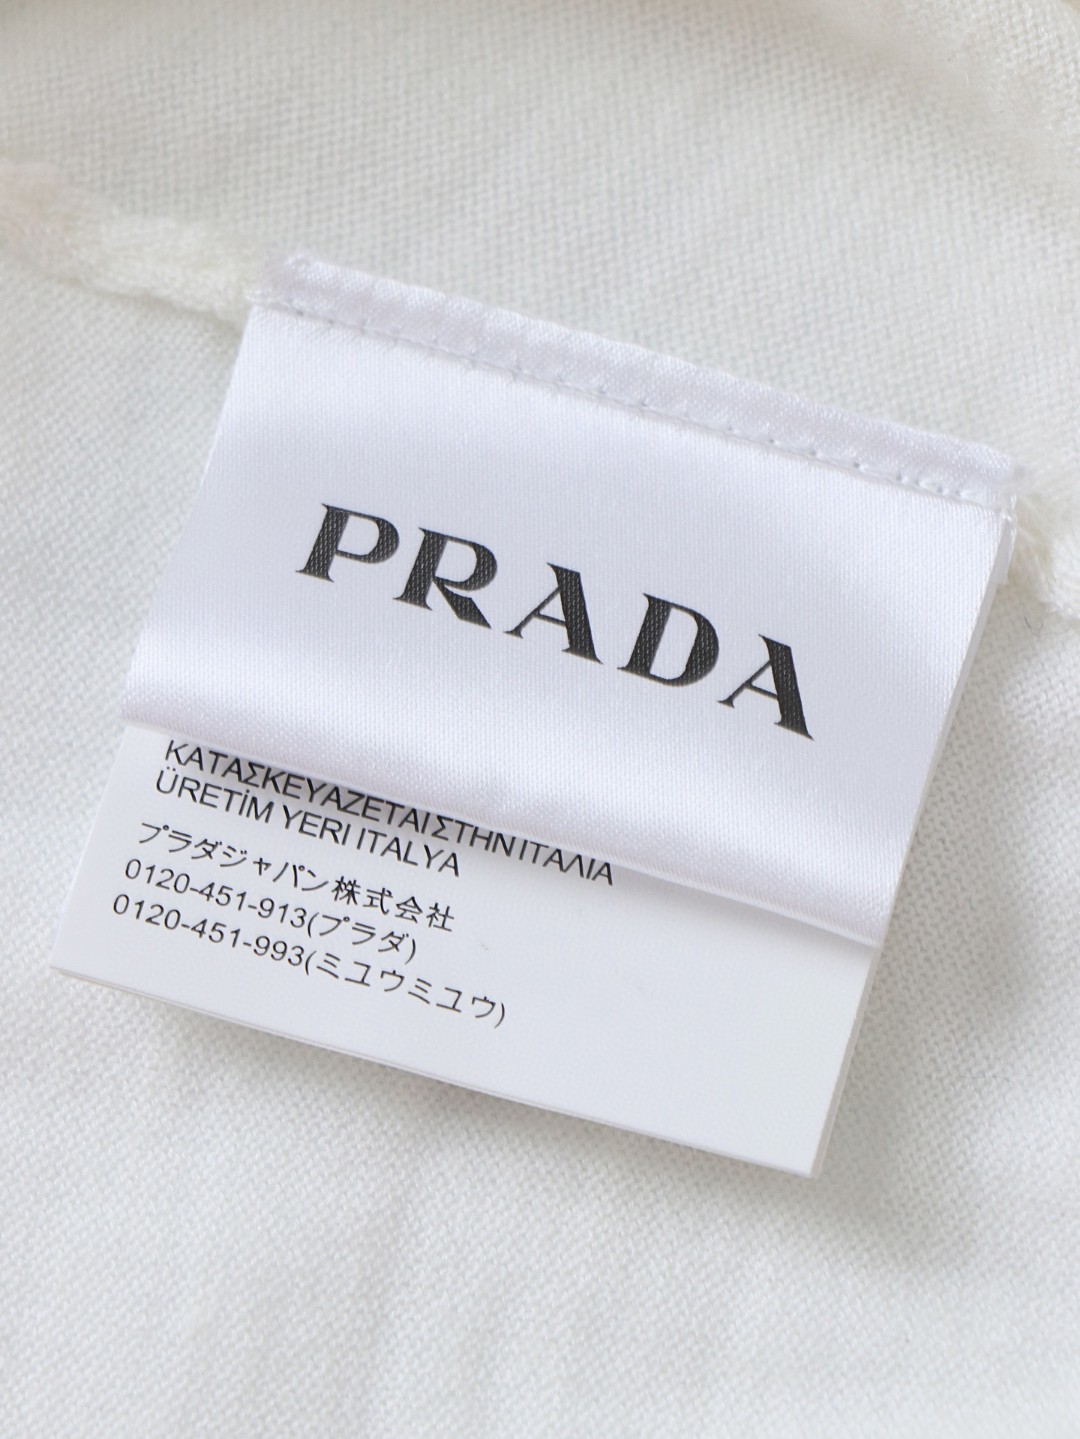 PRADA
ΚΑΤΑΣΚΕΥΑΖΕΤΑΙ ΣΤΗΝ ΙΤΑΛΙΑ
ÜRETİM YERI ITALYA
プラダジャパン株式会社
0120-451-913(プラダ)
0120-451-993(ミユウミユウ)